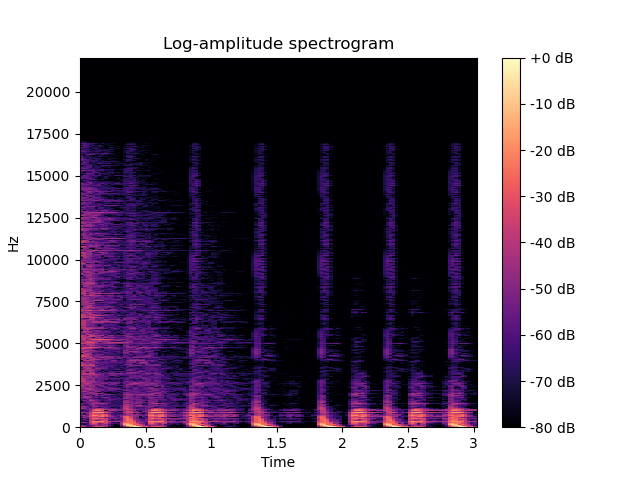 Log-amplitude spectrogram
Hz
20000
17500
15000
12500
10000
7500
5000
2500
0
0 0.5 1 1.5 2 2.5 3
Time
+0 dB
-10 dB
-20 dB
-30 dB
-40 dB
-50 dB
-60 dB
-70 dB
-80 dB